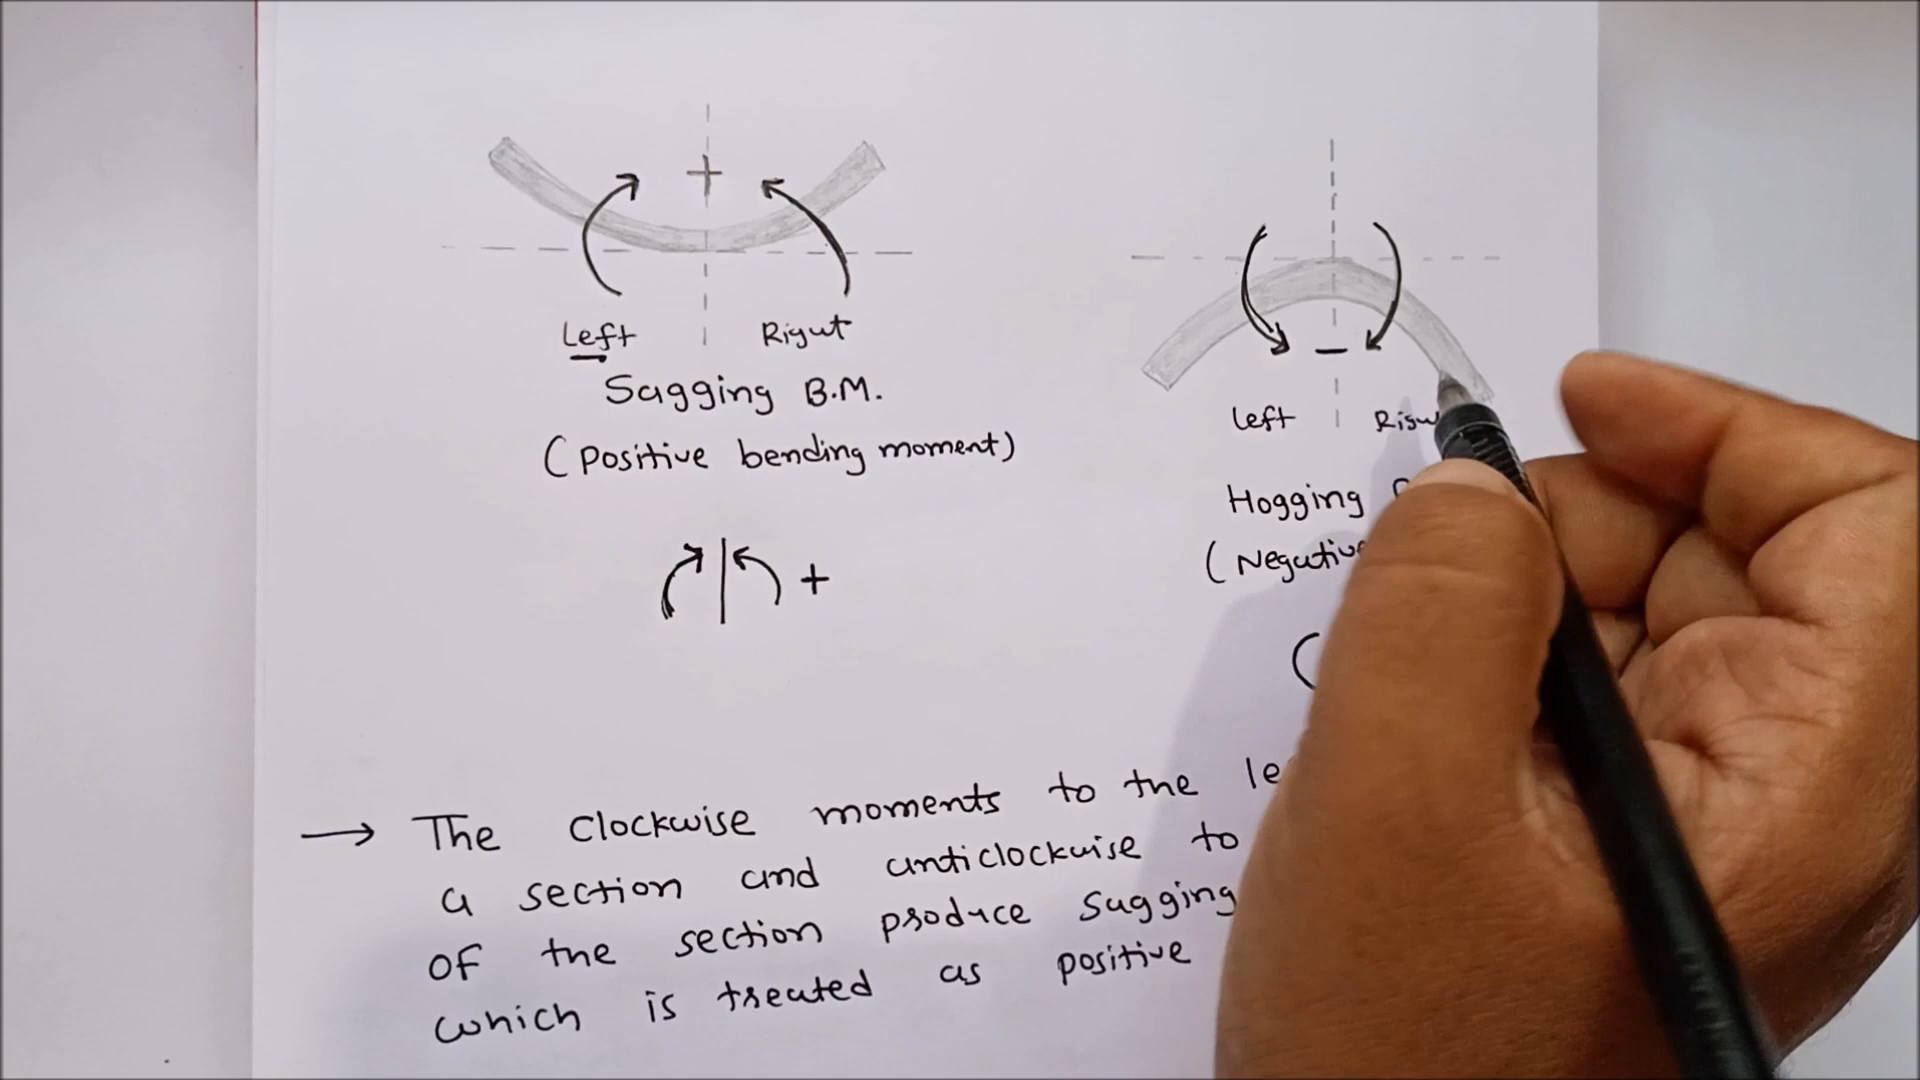 +
Left Rigut
Sagging B.M.
(Positive bending moment)
+
−
Left
Hogging
(Negative
→ The clockwise moments to the
a section and anticlockwise to
of the section produce sagging
which is treated as positive